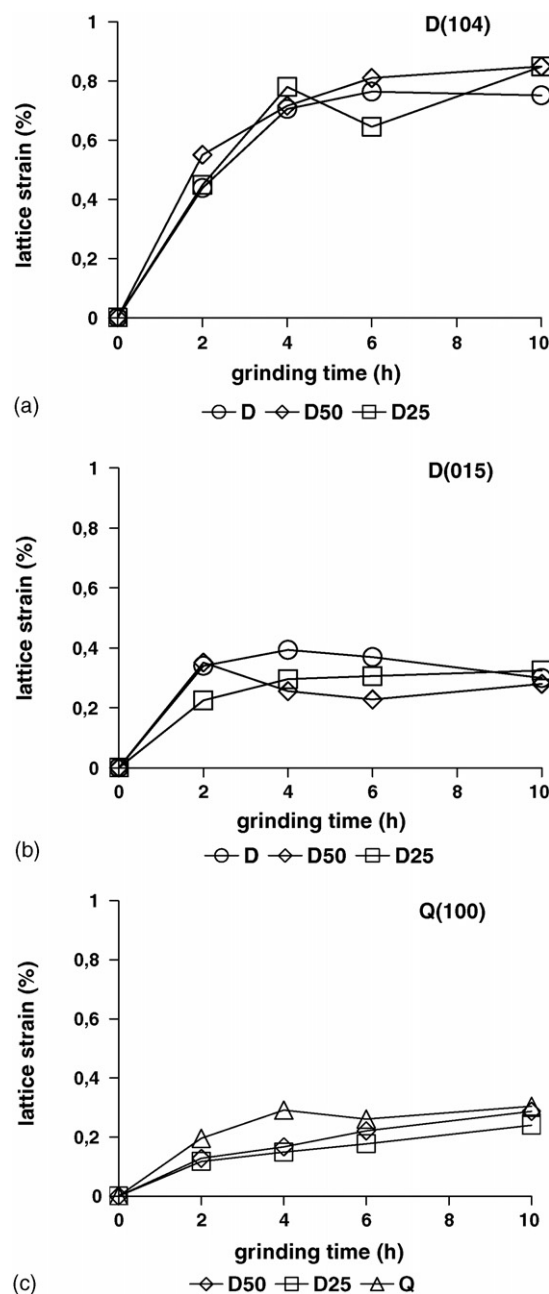 D(104)
1
0,8
0,6
0,4
0,2
0
lattice strain (%)
0 2 4 6 8 10
grinding time (h)
(a)
D D50 D25
D(015)
1
0,8
0,6
0,4
0,2
0
lattice strain (%)
0 2 4 6 8 10
grinding time (h)
(b)
D D50 D25
Q(100)
1
0,8
0,6
0,4
0,2
0
lattice strain (%)
0 2 4 6 8 10
grinding time (h)
(c)
D50 D25 Q